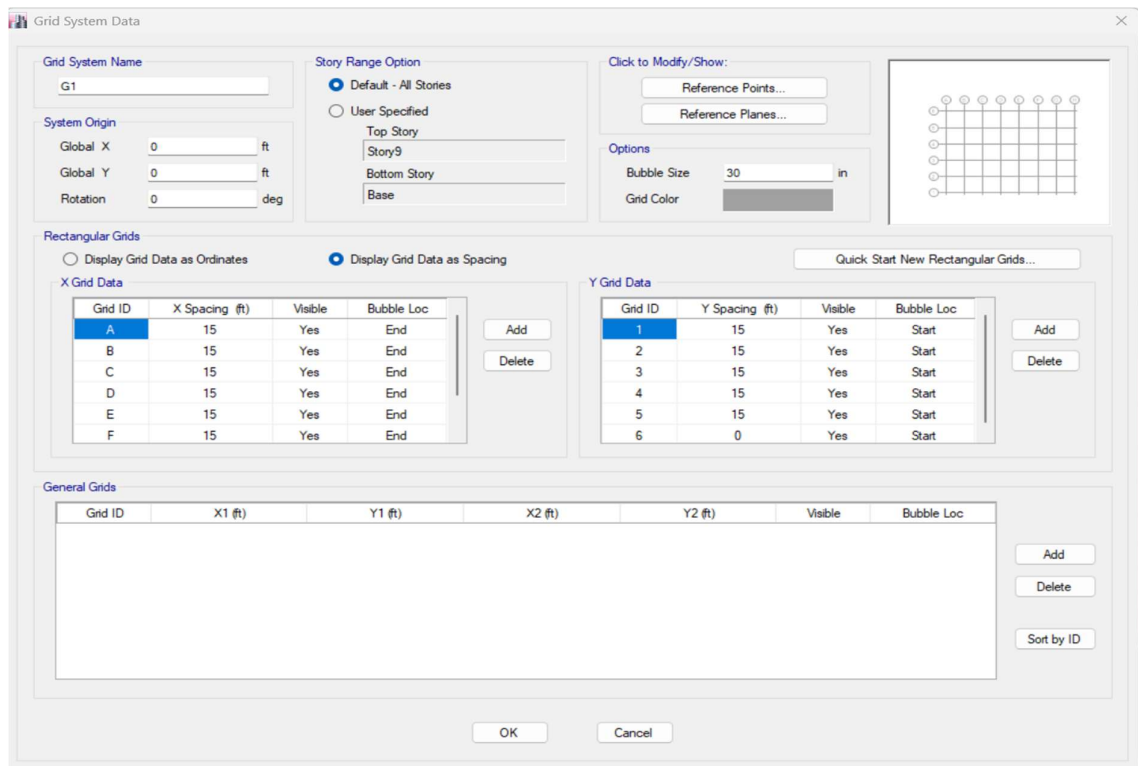 Grid System Data
Grid System Name
G1
System Origin
Global X 0 ft
Global Y 0 ft
Rotation 0 deg
Story Range Option
Default - All Stories
User Specified
Top Story
Story9
Bottom Story
Base
Click to Modify/Show:
Reference Points...
Reference Planes...
Options
Bubble Size 30 in
Grid Color
Rectangular Grids
Display Grid Data as Ordinates
Display Grid Data as Spacing
Quick Start New Rectangular Grids...
X Grid Data
Grid ID X Spacing (ft) Visible Bubble Loc
A 15 Yes End
B 15 Yes End
C 15 Yes End
D 15 Yes End
E 15 Yes End
F 15 Yes End
Add
Delete
Y Grid Data
Grid ID Y Spacing (ft) Visible Bubble Loc
1 15 Yes Start
2 15 Yes Start
3 15 Yes Start
4 15 Yes Start
5 15 Yes Start
6 0 Yes Start
Add
Delete
General Grids
Grid ID X1 (ft) Y1 (ft) X2 (ft) Y2 (ft) Visible Bubble Loc
Add
Delete
Sort by ID
OK Cancel